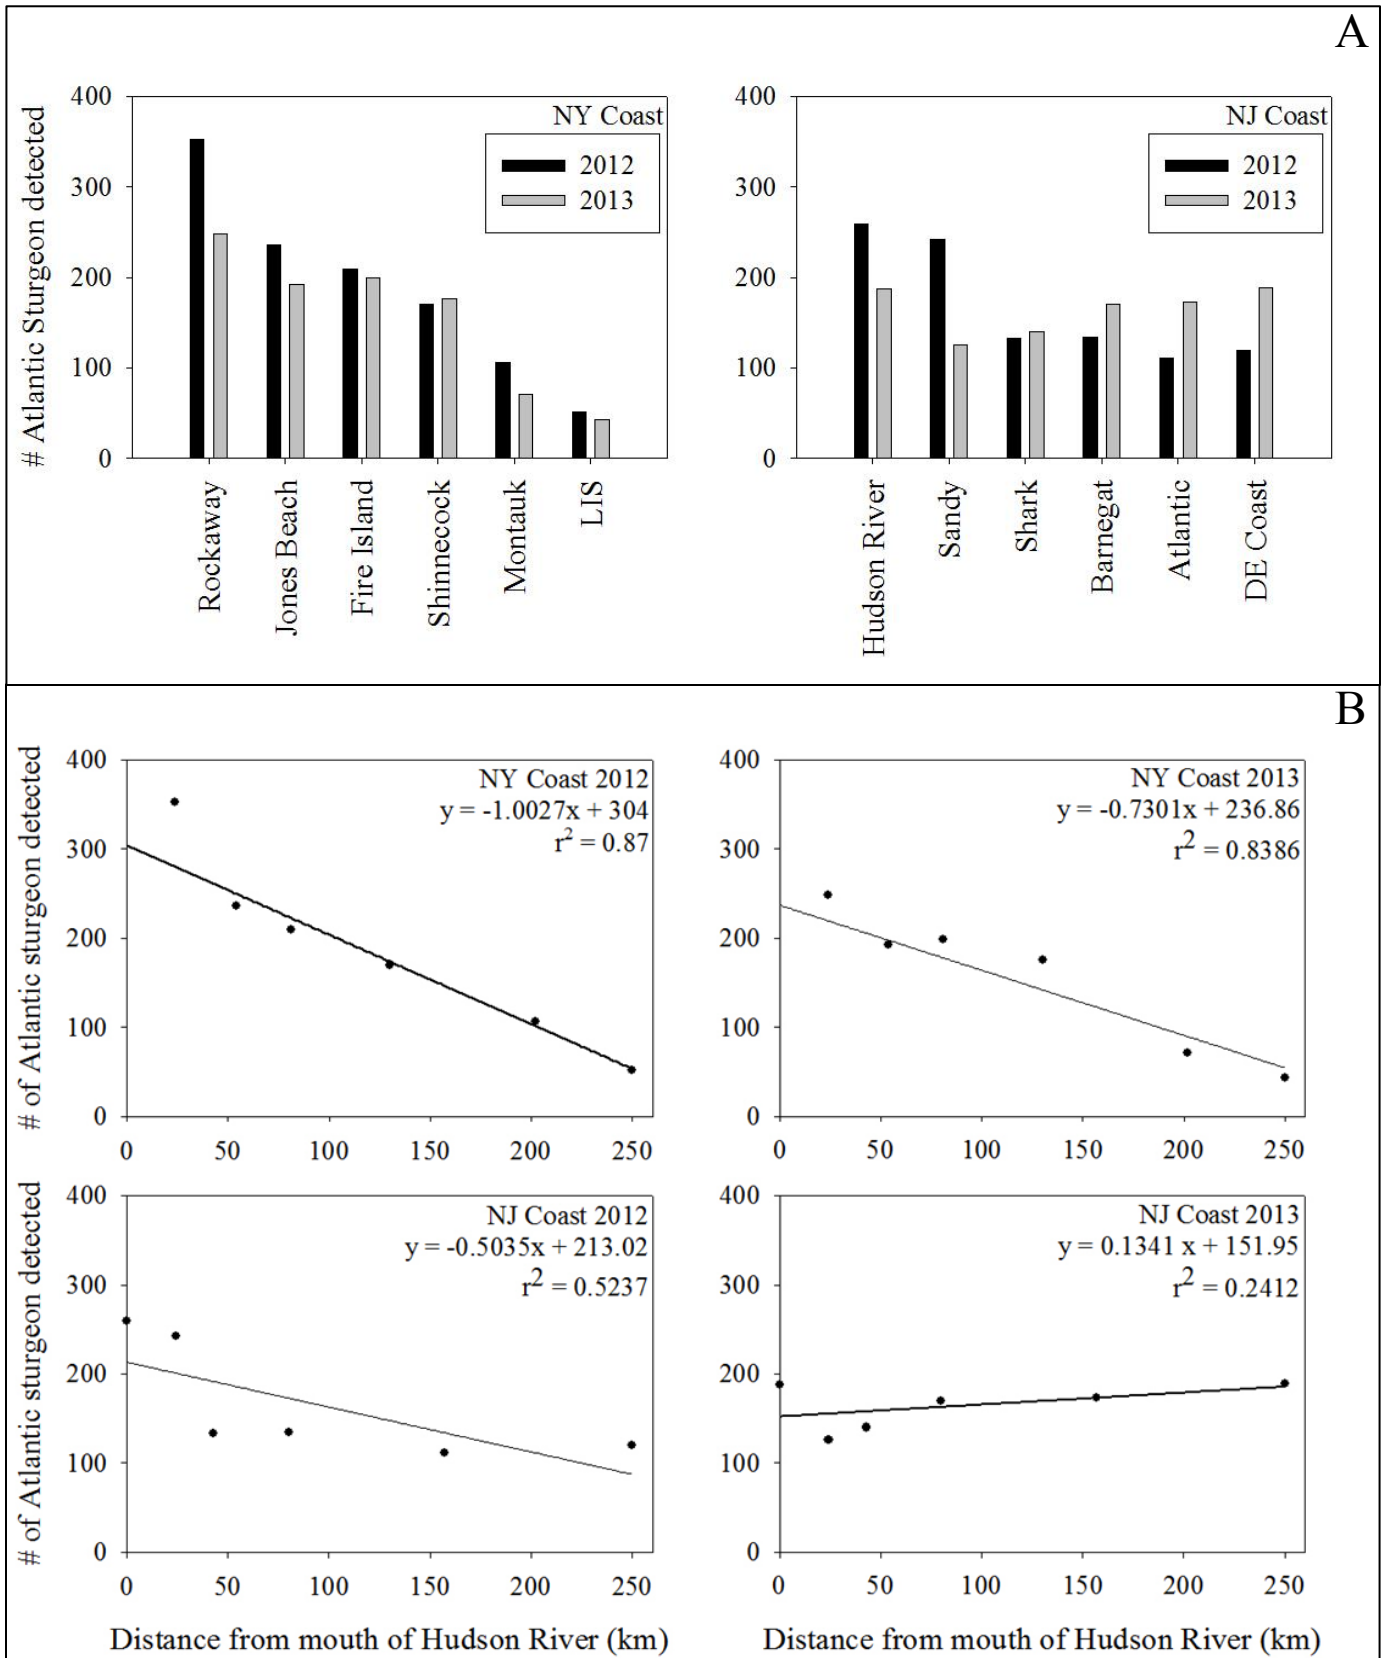 A
# Atlantic Sturgeon detected
400
300
200
100
0
NY Coast
2012
2013
Rockaway
Jones Beach
Fire Island
Shinnecock
Montauk
LIS
400
300
200
100
0
NJ Coast
2012
2013
Hudson River
Sandy
Shark
Barnegat
Atlantic
DE Coast
B
# of Atlantic sturgeon detected
400
300
200
100
0
NY Coast 2012
y = -1.0027x + 304
r² = 0.87
0 50 100 150 200 250
400
300
200
100
0
NY Coast 2013
y = -0.7301x + 236.86
r² = 0.8386
0 50 100 150 200 250
# of Atlantic sturgeon detected
400
300
200
100
0
NJ Coast 2012
y = -0.5035x + 213.02
r² = 0.5237
0 50 100 150 200 250
Distance from mouth of Hudson River (km)
400
300
200
100
0
NJ Coast 2013
y = 0.1341 x + 151.95
r² = 0.2412
0 50 100 150 200 250
Distance from mouth of Hudson River (km)